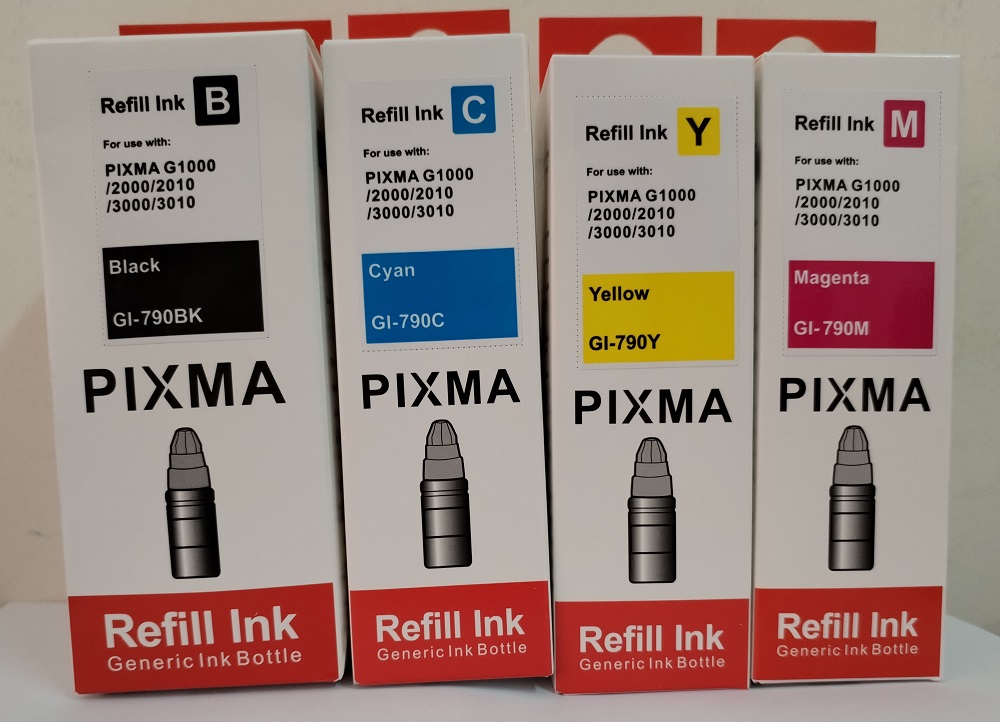 Refill Ink B
For use with:
PIXMA G1000
/2000/2010
/3000/3010
Black
GI-790BK
PIXMA
Refill Ink
Generic Ink Bottle
Refill Ink C
For use with:
PIXMA G1000
/2000/2010
/3000/3010
Cyan
GI-790C
PIXMA
Refill Ink
Generic Ink Bottle
Refill Ink Y
For use with:
PIXMA G1000
/2000/2010
/3000/3010
Yellow
GI-790Y
PIXMA
Refill Ink
Generic Ink Bottle
Refill Ink M
For use with:
PIXMA G1000
/2000/2010
/3000/3010
Magenta
GI-790M
PIXMA
Refill Ink
Generic Ink Bottle